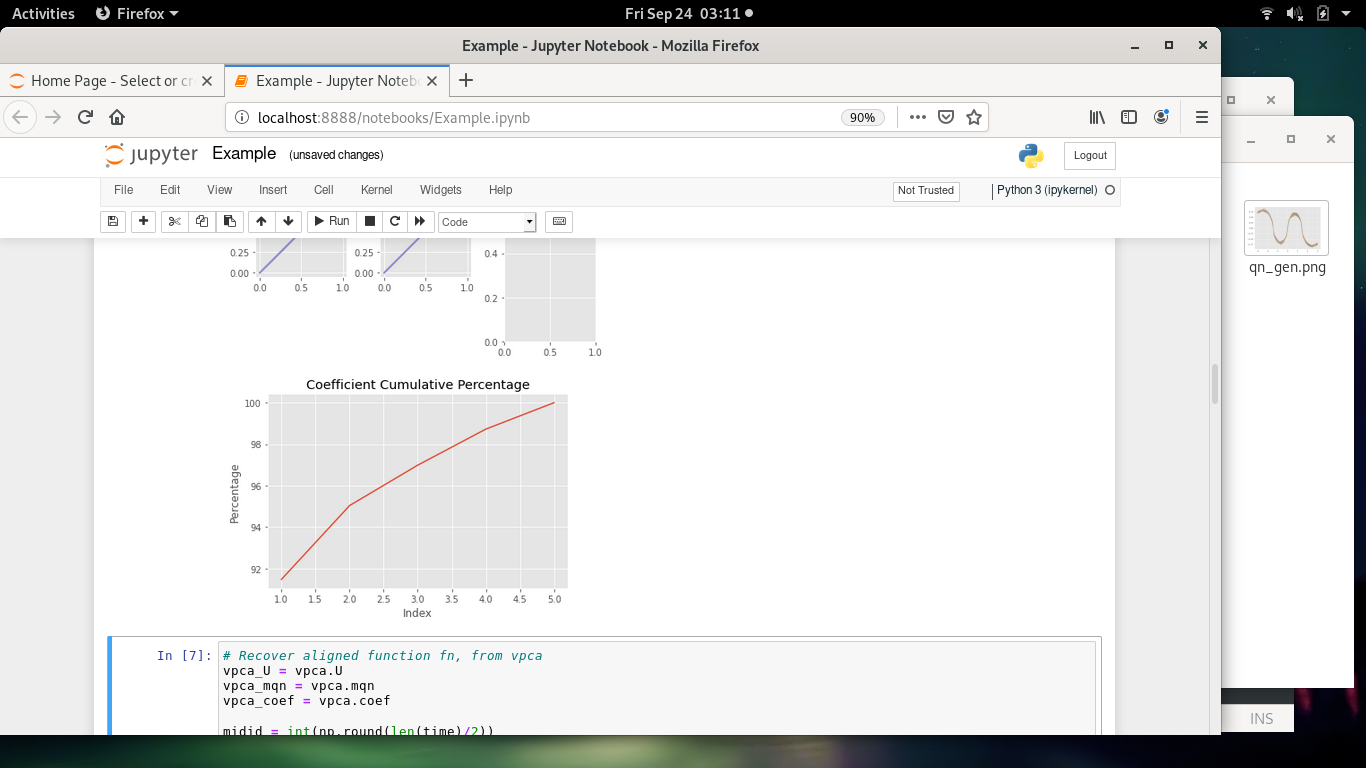 Activities Firefox Fri Sep 24 03:11
Example - Jupyter Notebook - Mozilla Firefox
Home Page - Select or cr Example - Jupyter Noteb
localhost:8888/notebooks/Example.ipynb 90%
jupyter Example (unsaved changes) Logout
File Edit View Insert Cell Kernel Widgets Help Not Trusted Python 3 (ipykernel)
Run Code
qn_gen.png
0.25 0.25 0.4
0.00 0.00
0.0 0.5 1.0 0.0 0.5 1.0
0.2
0.0
0.0 0.5 1.0
Coefficient Cumulative Percentage
100
98
96
94
92
Percentage
1.0 1.5 2.0 2.5 3.0 3.5 4.0 4.5 5.0
Index
In [7]: # Recover aligned function fn, from vpca
vpca_U = vpca.U
vpca_mqn = vpca.mqn
vpca_coef = vpca.coef
midid = int(np.round(len(time)/2))
INS